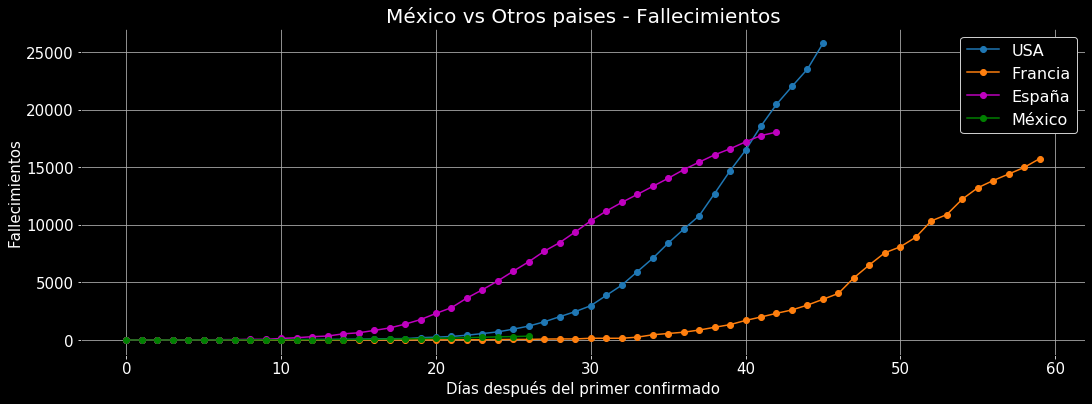 México vs Otros paises - Fallecimientos
USA
Francia
España
México
Fallecimientos
25000
20000
15000
10000
5000
0
0 10 20 30 40 50 60
Días después del primer confirmado